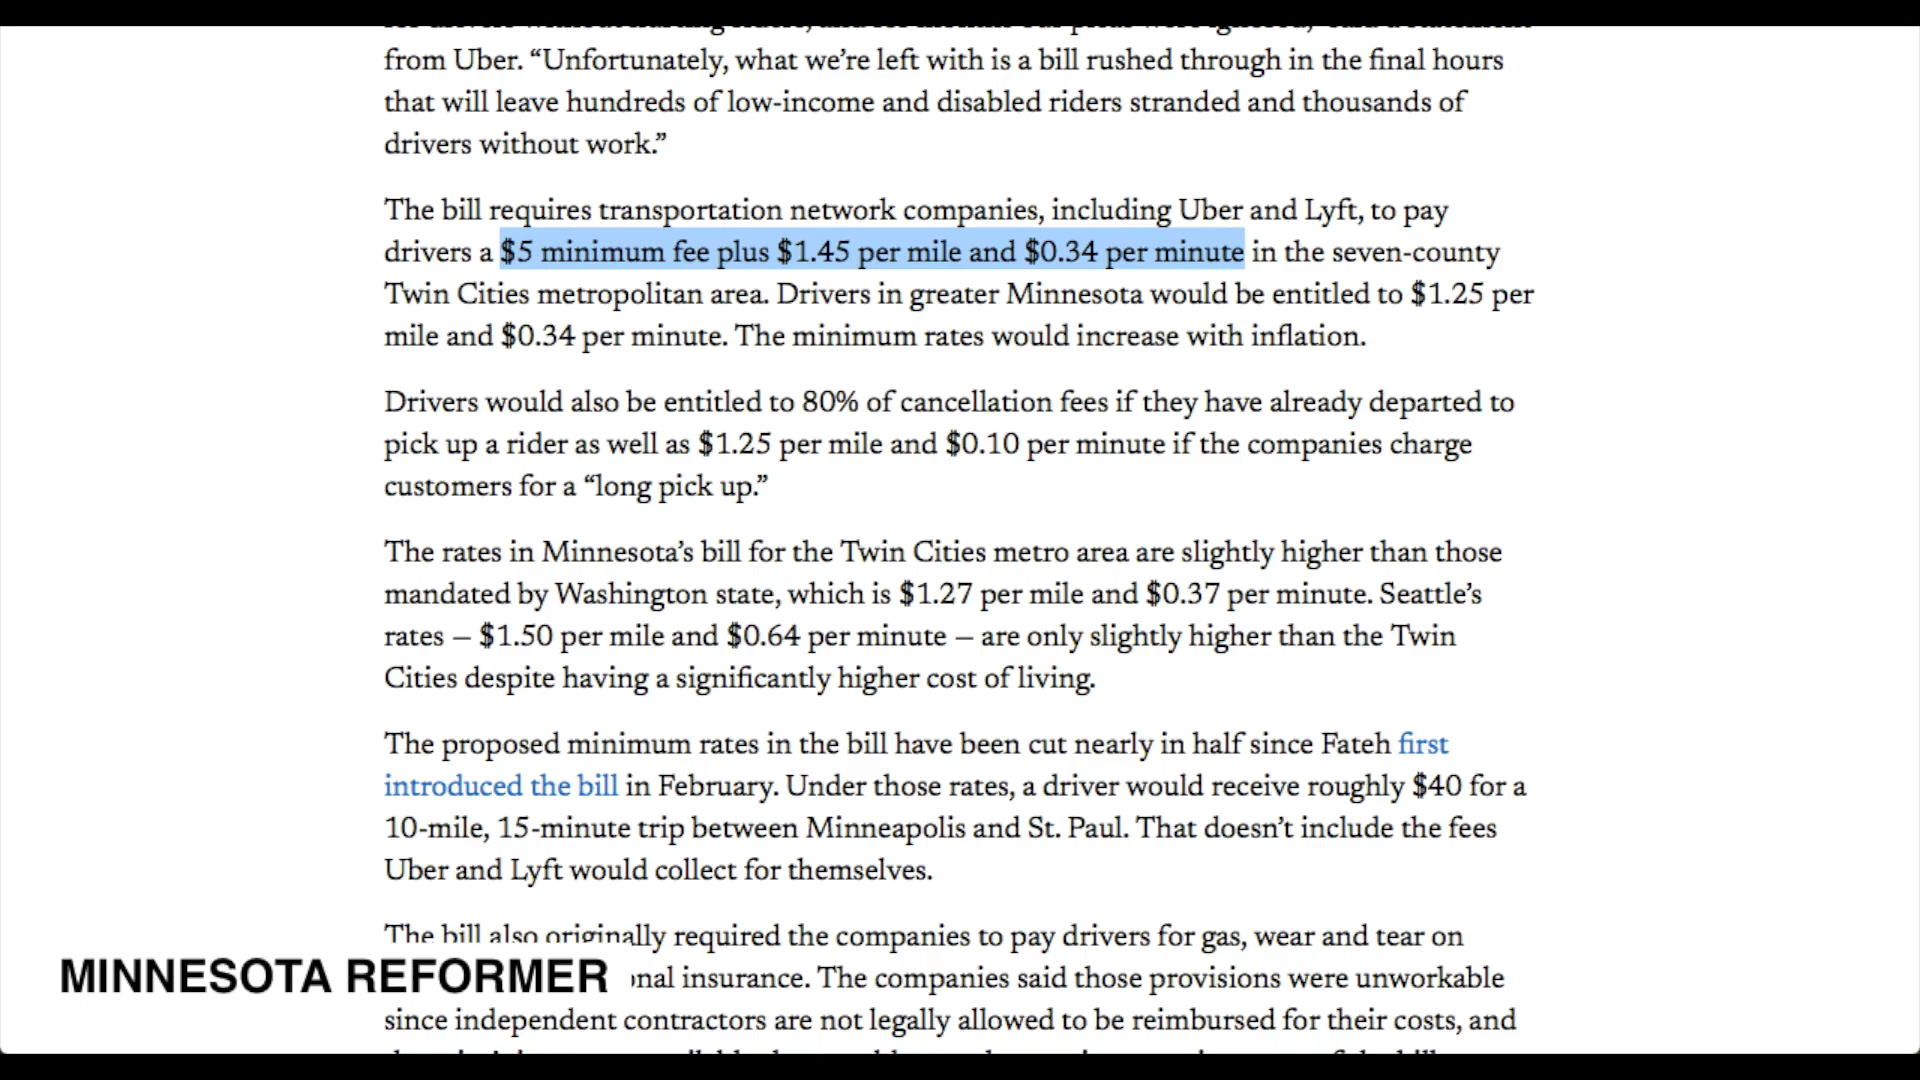 from Uber. “Unfortunately, what we’re left with is a bill rushed through in the final hours
that will leave hundreds of low-income and disabled riders stranded and thousands of
drivers without work.”
The bill requires transportation network companies, including Uber and Lyft, to pay
drivers a $5 minimum fee plus $1.45 per mile and $0.34 per minute in the seven-county
Twin Cities metropolitan area. Drivers in greater Minnesota would be entitled to $1.25 per
mile and $0.34 per minute. The minimum rates would increase with inflation.
Drivers would also be entitled to 80% of cancellation fees if they have already departed to
pick up a rider as well as $1.25 per mile and $0.10 per minute if the companies charge
customers for a “long pick up.”
The rates in Minnesota’s bill for the Twin Cities metro area are slightly higher than those
mandated by Washington state, which is $1.27 per mile and $0.37 per minute. Seattle’s
rates – $1.50 per mile and $0.64 per minute – are only slightly higher than the Twin
Cities despite having a significantly higher cost of living.
The proposed minimum rates in the bill have been cut nearly in half since Fateh first
introduced the bill in February. Under those rates, a driver would receive roughly $40 for a
10-mile, 15-minute trip between Minneapolis and St. Paul. That doesn’t include the fees
Uber and Lyft would collect for themselves.
The bill also originally required the companies to pay drivers for gas, wear and tear on
MINNESOTA REFORMER
insurance. The companies said those provisions were unworkable
since independent contractors are not legally allowed to be reimbursed for their costs, and